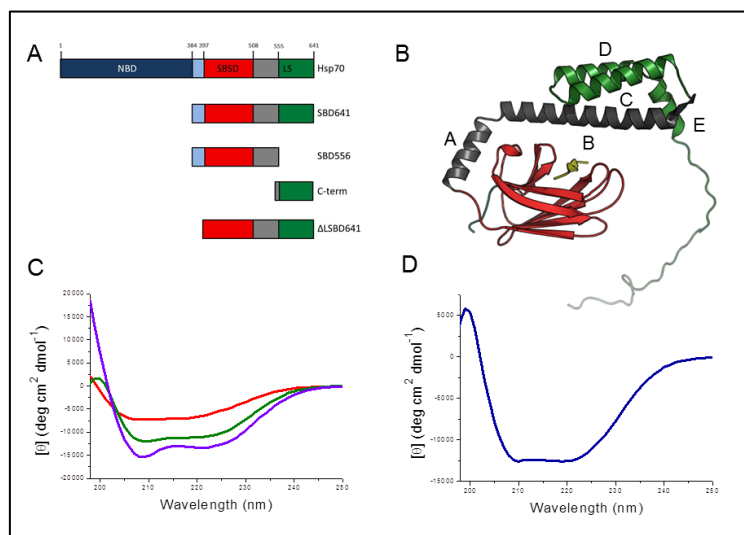 A
1 384 397 508 555 641
NBD SBSD LS Hsp70
SBD641
SBD556
C-term
ΔLSBD641
B
D
C
E
A
B
C
20000
15000
10000
5000
0
-5000
-10000
-15000
-20000
200 210 220 230 240 250
[θ] (deg cm² dmol⁻¹)
Wavelength (nm)
D
5000
0
-5000
-10000
-15000
200 210 220 230 240 250
[θ] (deg cm² dmol⁻¹)
Wavelength (nm)